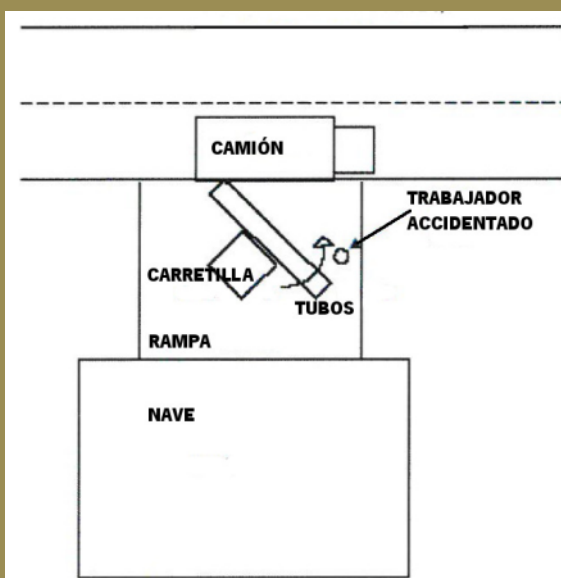 CAMIÓN
TRABAJADOR
ACCIDENTADO
CARRETILLA
TUBOS
RAMPA
NAVE